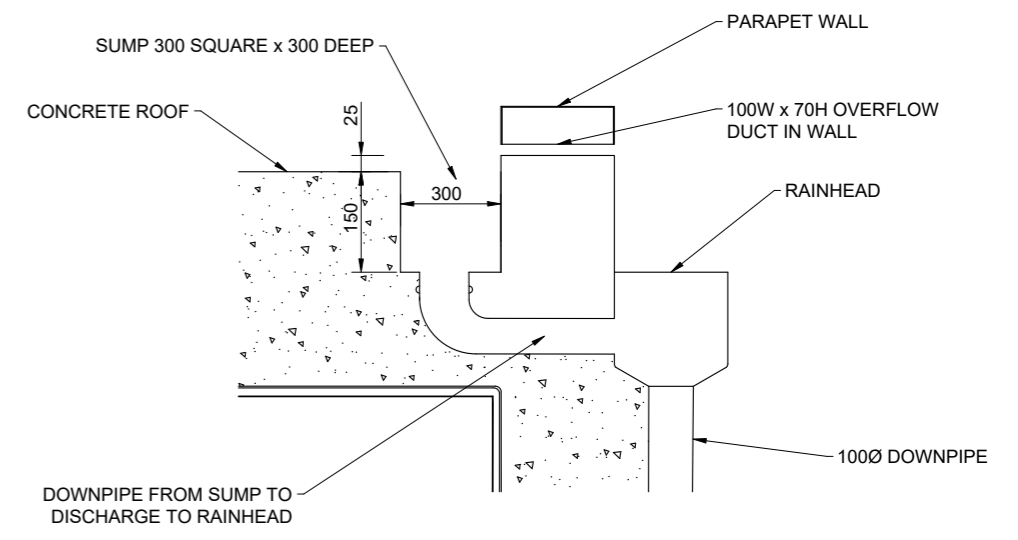 PARAPET WALL
SUMP 300 SQUARE x 300 DEEP
CONCRETE ROOF
25
100W x 70H OVERFLOW
DUCT IN WALL
RAINHEAD
300
150
100Ø DOWNPIPE
DOWNPIPE FROM SUMP TO
DISCHARGE TO RAINHEAD